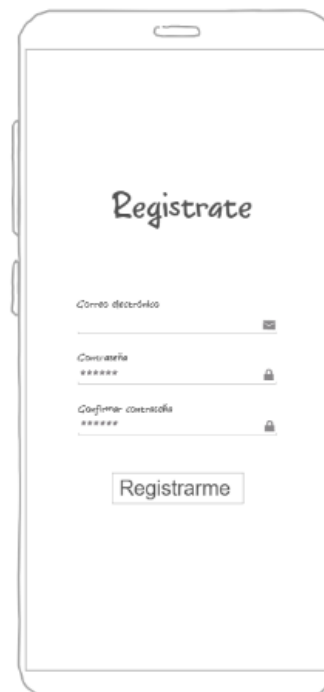 Registrate
Correo electrónico
Contraseña
******
Confirmar contraseña
******
Registrarme